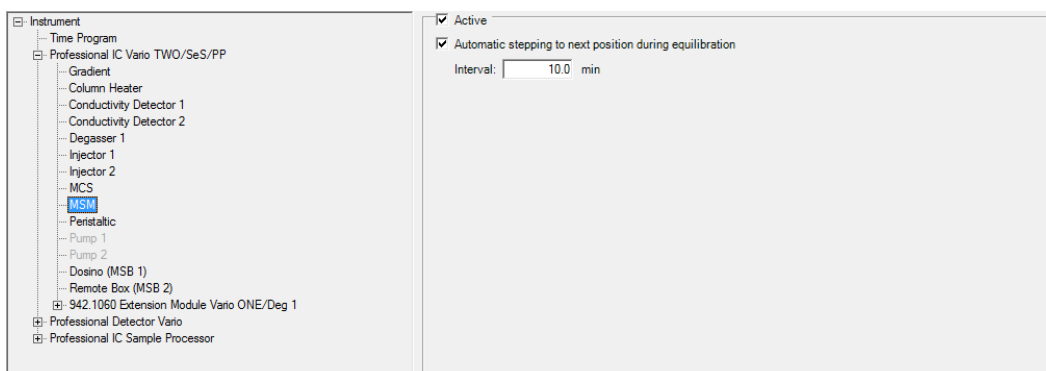 Instrument
Time Program
Professional IC Vario TWO/SeS/PP
Gradient
Column Heater
Conductivity Detector 1
Conductivity Detector 2
Degasser 1
Injector 1
Injector 2
MCS
MSM
Peristaltic
Pump 1
Pump 2
Dosino (MSB 1)
Remote Box (MSB 2)
942.1060 Extension Module Vario ONE/Deg 1
Professional Detector Vario
Professional IC Sample Processor
Active
Automatic stepping to next position during equilibration
Interval: 10.0 min